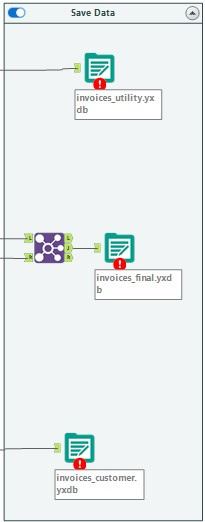 Save Data
invoices_utility.yx
db
L
J
R
L
R
invoices_final.yxd
b
invoices_customer.
yxdb